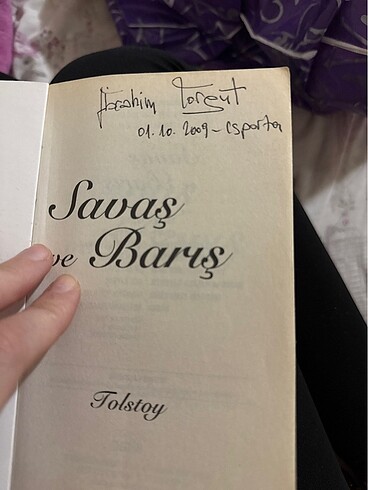 İbrahim Torgut
01.10.2009 - Isparta
Savaş
ve Barış
Tolstoy